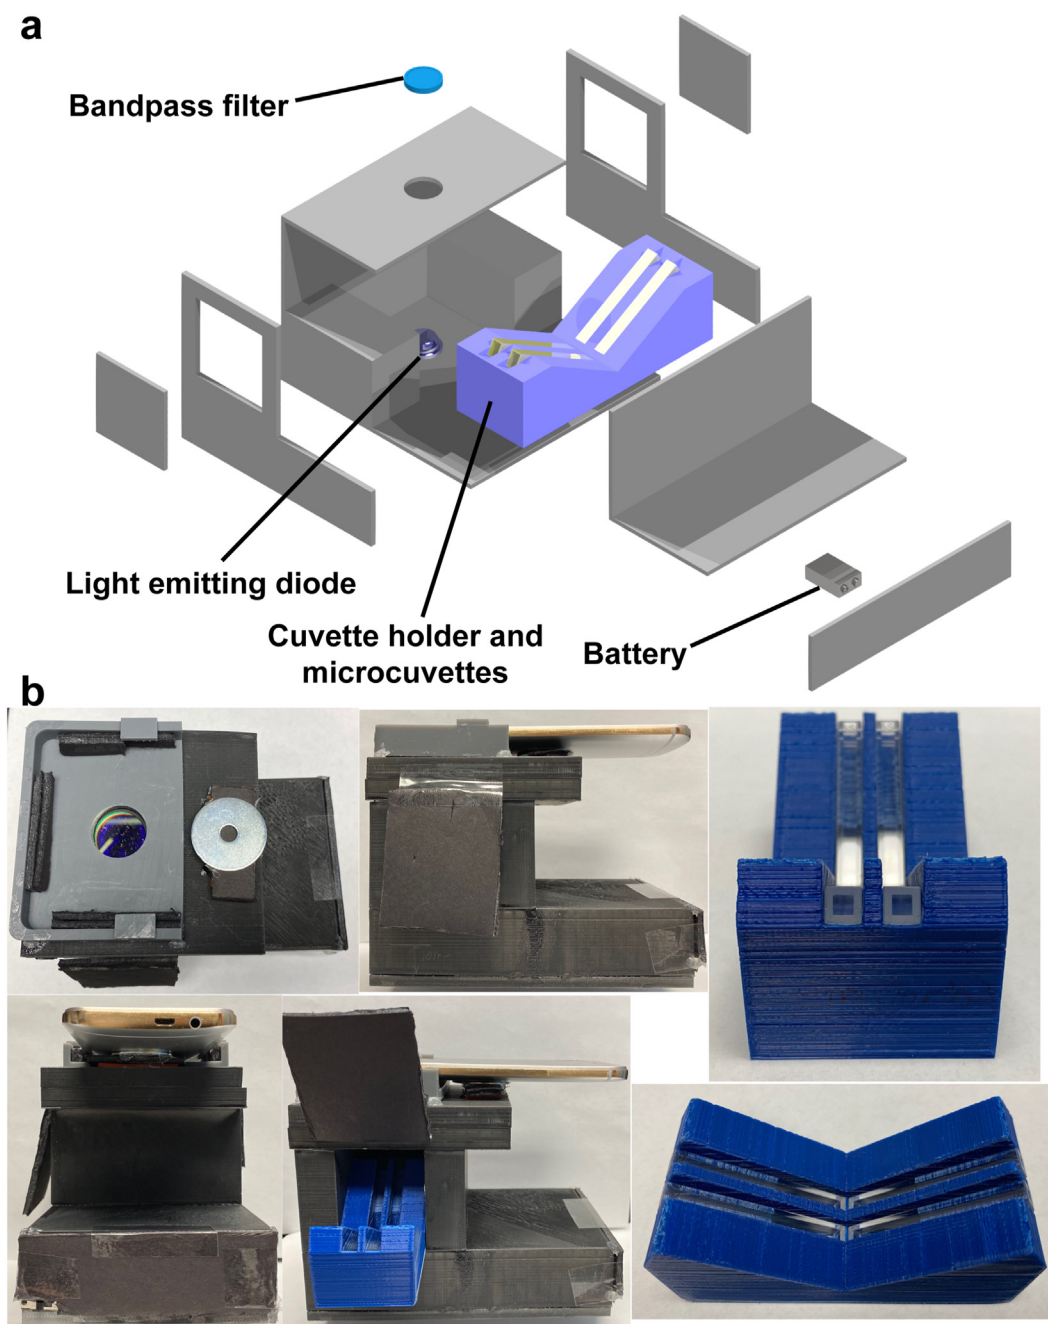 a
Bandpass filter
Light emitting diode
Cuvette holder and
microcuvettes
Battery
b